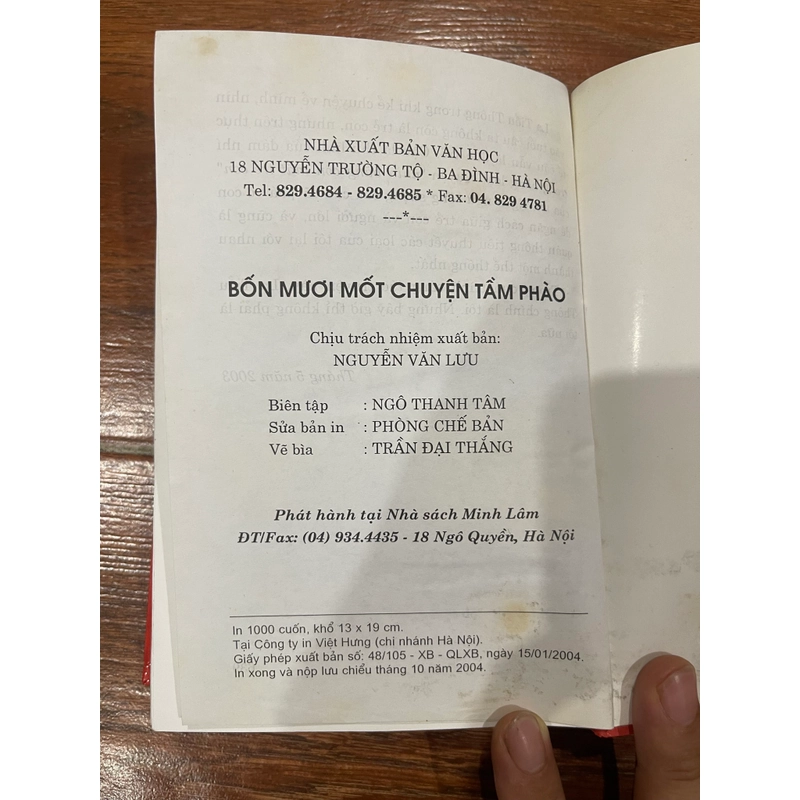 NHÀ XUẤT BẢN VĂN HỌC
18 NGUYỄN TRƯỜNG TỘ - BA ĐÌNH - HÀ NỘI
Tel: 829.4684 - 829.4685 * Fax: 04. 829 4781
---*---
BỐN MƯƠI MỐT CHUYỆN TẦM PHÀO
Chịu trách nhiệm xuất bản:
NGUYỄN VĂN LƯU
Biên tập : NGÔ THANH TÂM
Sửa bản in : PHÒNG CHẾ BẢN
Vẽ bìa : TRẦN ĐẠI THẮNG
Phát hành tại Nhà sách Minh Lâm
ĐT/Fax: (04) 934.4435 - 18 Ngô Quyền, Hà Nội
In 1000 cuốn, khổ 13 x 19 cm.
Tại Công ty in Việt Hưng (chi nhánh Hà Nội).
Giấy phép xuất bản số: 48/105 - XB - QLXB, ngày 15/01/2004.
In xong và nộp lưu chiểu tháng 10 năm 2004.